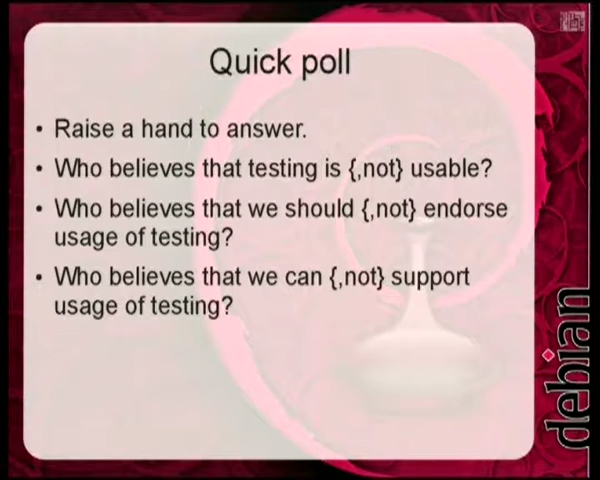 Quick poll
• Raise a hand to answer.
• Who believes that testing is {,not} usable?
• Who believes that we should {,not} endorse
usage of testing?
• Who believes that we can {,not} support
usage of testing?
debian